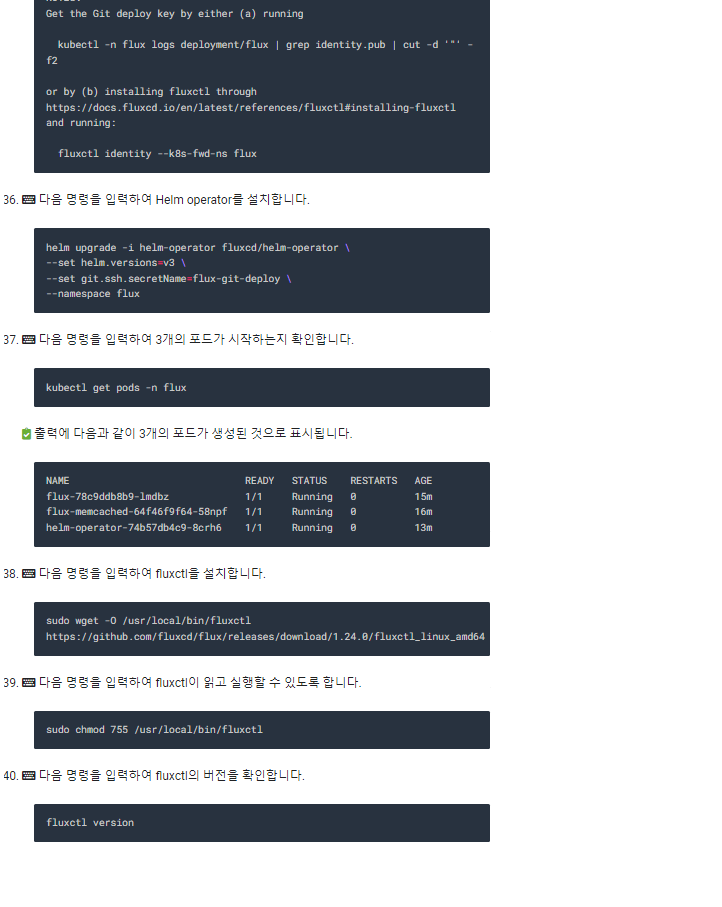 Get the Git deploy key by either (a) running
kubectl -n flux logs deployment/flux | grep identity.pub | cut -d '"' -
f2
or by (b) installing fluxctl through
https://docs.fluxcd.io/en/latest/references/fluxctl#installing-fluxctl
and running:
fluxctl identity --k8s-fwd-ns flux
36. 다음 명령을 입력하여 Helm operator를 설치합니다.
helm upgrade -i helm-operator fluxcd/helm-operator \
--set helm.versions=v3 \
--set git.ssh.secretName=flux-git-deploy \
--namespace flux
37. 다음 명령을 입력하여 3개의 포드가 시작하는지 확인합니다.
kubectl get pods -n flux
출력에 다음과 같이 3개의 포드가 생성된 것으로 표시됩니다.
NAME READY STATUS RESTARTS AGE
flux-78c9ddb8b9-lmdbz 1/1 Running 0 15m
flux-memcached-64f46f9f64-58npf 1/1 Running 0 16m
helm-operator-74b57db4c9-8crh6 1/1 Running 0 13m
38. 다음 명령을 입력하여 fluxctl을 설치합니다.
sudo wget -O /usr/local/bin/fluxctl
https://github.com/fluxcd/flux/releases/download/1.24.0/fluxctl_linux_amd64
39. 다음 명령을 입력하여 fluxctl이 읽고 실행할 수 있도록 합니다.
sudo chmod 755 /usr/local/bin/fluxctl
40. 다음 명령을 입력하여 fluxctl의 버전을 확인합니다.
fluxctl version